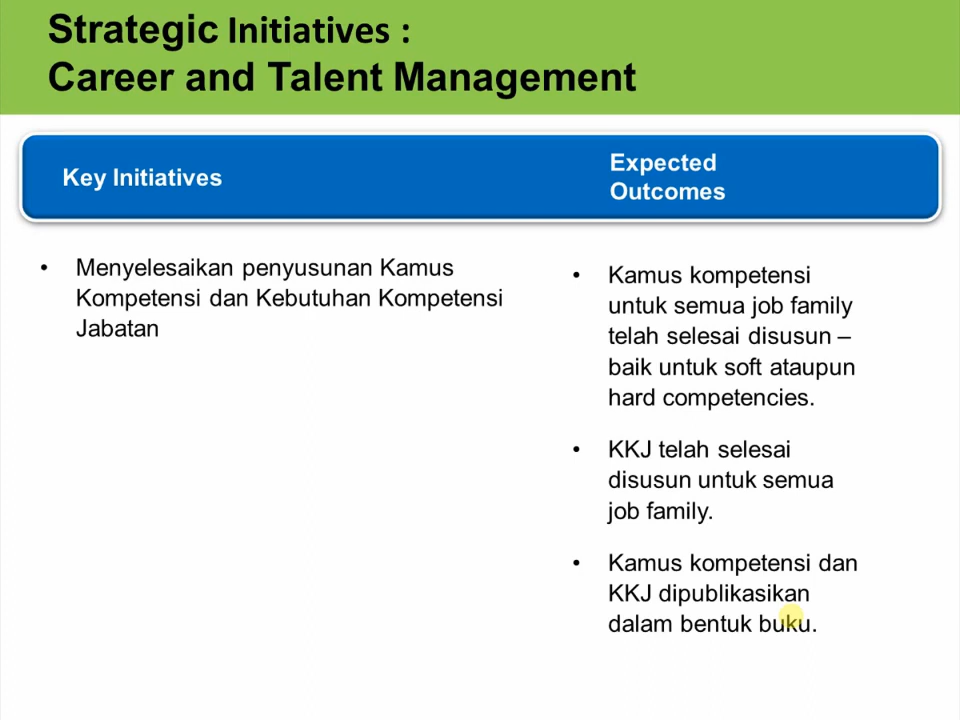 Strategic Initiatives :
Career and Talent Management
Key Initiatives
Expected
Outcomes
• Menyelesaikan penyusunan Kamus
Kompetensi dan Kebutuhan Kompetensi
Jabatan
• Kamus kompetensi
untuk semua job family
telah selesai disusun –
baik untuk soft ataupun
hard competencies.
• KKJ telah selesai
disusun untuk semua
job family.
• Kamus kompetensi dan
KKJ dipublikasikan
dalam bentuk buku.